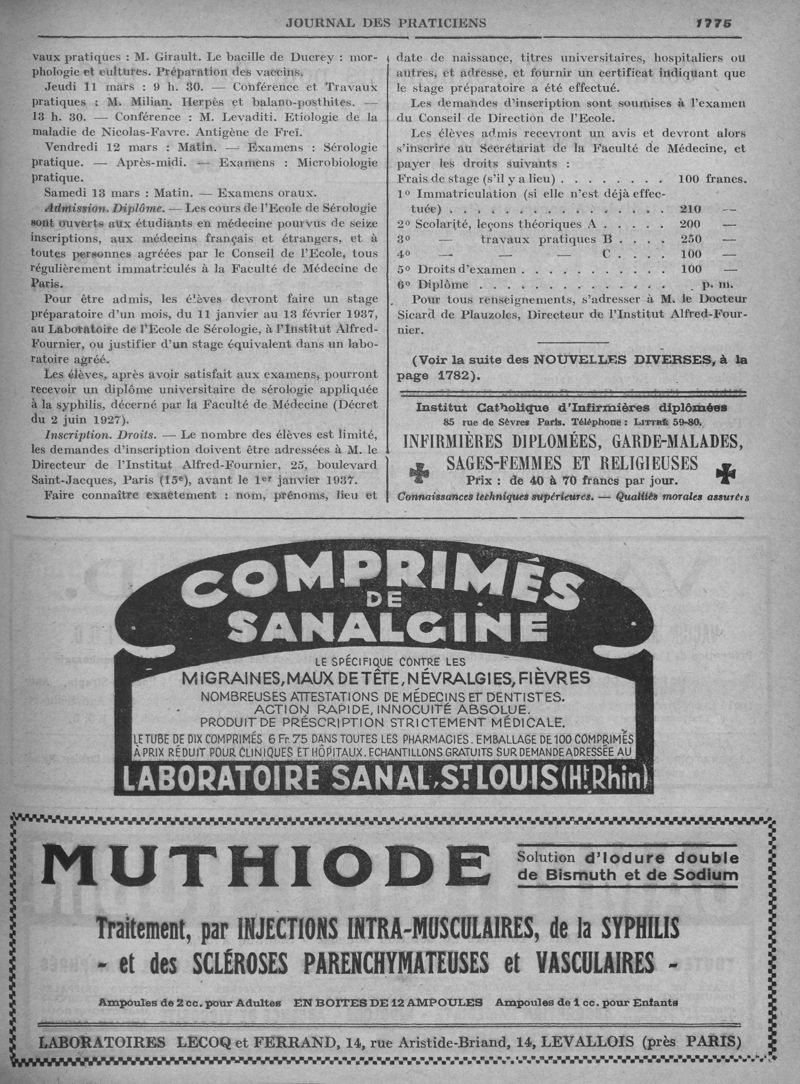 JOURNAL DES PRATICIENS 1775
vaux pratiques : M. Girault. Le bacille de Ducrey : mor-
phologie et cultures. Préparation des vaccins.
Jeudi 11 mars : 9 h. 30. — Conférence et Travaux
pratiques : M. Milian. Herpès et balano-posthites. —
13 h. 30. — Conférence : M. Levaditi. Etiologie de la
maladie de Nicolas-Favre. Antigène de Freï.
Vendredi 12 mars : Matin. — Examens : Sérologie
pratique. — Après-midi. — Examens : Microbiologie
pratique.
Samedi 13 mars : Matin. — Examens oraux.
Admission. Diplôme. — Les cours de l'Ecole de Sérologie
sont ouverts aux étudiants en médecine pourvus de seize
inscriptions, aux médecins français et étrangers, et à
toutes personnes agréées par le Conseil de l'Ecole, tous
régulièrement immatriculés à la Faculté de Médecine de
Paris.
Pour être admis, les élèves devront faire un stage
préparatoire d'un mois, du 11 janvier au 13 février 1937,
au Laboratoire de l'Ecole de Sérologie, à l'Institut Alfred-
Fournier, ou justifier d'un stage équivalent dans un labo-
ratoire agréé.
Les élèves, après avoir satisfait aux examens, pourront
recevoir un diplôme universitaire de sérologie appliquée
à la syphilis, décerné par la Faculté de Médecine (Décret
du 2 juin 1927).
Inscription. Droits. — Le nombre des élèves est limité,
les demandes d'inscription doivent être adressées à M. le
Directeur de l'Institut Alfred-Fournier, 25, boulevard
Saint-Jacques, Paris (15e), avant le 1er janvier 1937.
Faire connaître exactement : nom, prénoms, lieu et
date de naissance, titres universitaires, hospitaliers ou
autres, et adresse, et fournir un certificat indiquant que
le stage préparatoire a été effectué.
Les demandes d'inscription sont soumises à l'examen
du Conseil de Direction de l'Ecole.
Les élèves admis recevront un avis et devront alors
s'inscrire au Secrétariat de la Faculté de Médecine, et
payer les droits suivants :
Frais de stage (s'il y a lieu) . . . . . . . . 100 francs.
1° Immatriculation (si elle n'est déjà effec-
tuée) . . . . . . . . . . . . . . . 210 —
2° Scolarité, leçons théoriques A . . . . . 200 —
3° — travaux pratiques B . . . . 250 —
4° — — — C . . . . 100 —
5° Droits d'examen . . . . . . . . . . . 100 —
6° Diplôme . . . . . . . . . . . . . . p. m.
Pour tous renseignements, s'adresser à M. le Docteur
Sicard de Plauzoles, Directeur de l'Institut Alfred-Four-
nier.
(Voir la suite des NOUVELLES DIVERSES, à la
page 1782).
Institut Catholique d'Infirmières diplômées
85 rue de Sèvres Paris. Téléphone : LITTRÉ 59-80.
INFIRMIÈRES DIPLOMÉES, GARDE-MALADES,
SAGES-FEMMES ET RELIGIEUSES
Prix : de 40 à 70 francs par jour.
Connaissances techniques supérieures. — Qualités morales assurées
COMPRIMÉS
DE
SANALGINE
LE SPÉCIFIQUE CONTRE LES
MIGRAINES, MAUX DE TÊTE, NÉVRALGIES, FIÈVRES
NOMBREUSES ATTESTATIONS DE MÉDECINS ET DENTISTES.
ACTION RAPIDE, INNOCUITÉ ABSOLUE.
PRODUIT DE PRÉSCRIPTION STRICTEMENT MÉDICALE.
LE TUBE DE DIX COMPRIMÉS 6 Fr. 75 DANS TOUTES LES PHARMACIES. EMBALLAGE DE 100 COMPRIMÉS
À PRIX RÉDUIT POUR CLINIQUES ET HÔPITAUX. ECHANTILLONS GRATUITS SUR DEMANDE ADRESSÉE AU
LABORATOIRE SANAL, ST. LOUIS (Ht. Rhin)
MUTHIODE
Solution d'Iodure double
de Bismuth et de Sodium
Traitement, par INJECTIONS INTRA-MUSCULAIRES, de la SYPHILIS
- et des SCLÉROSES PARENCHYMATEUSES et VASCULAIRES -
Ampoules de 2 cc. pour Adultes EN BOITES DE 12 AMPOULES Ampoules de 1 cc. pour Enfants
LABORATOIRES LECOQ et FERRAND, 14, rue Aristide-Briand, 14, LEVALLOIS (près PARIS)